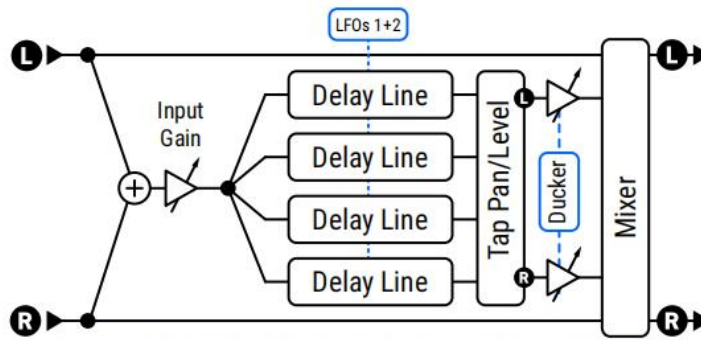 LFOs 1+2
L
L
Delay Line
L
Input
Gain
Delay Line
+
Tap Pan/Level
Ducker
Mixer
Delay Line
Delay Line
R
R
R